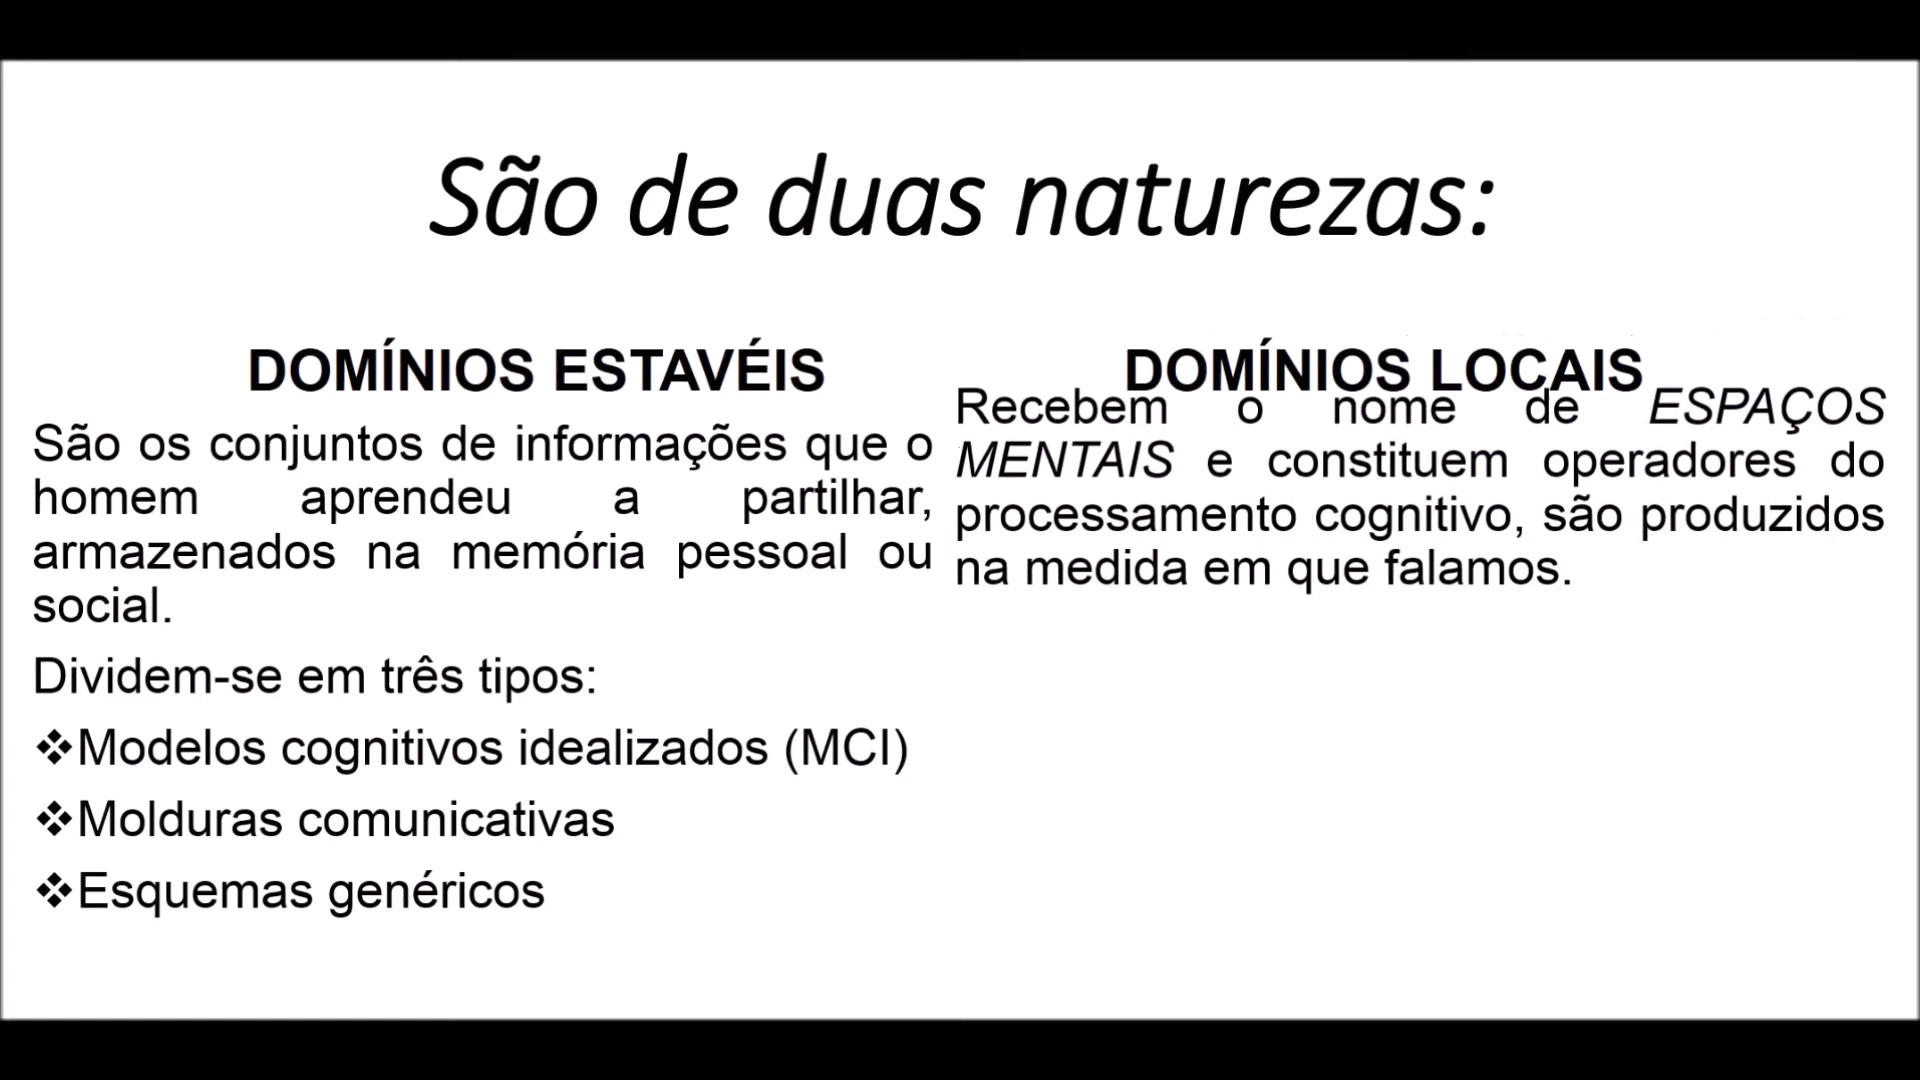 São de duas naturezas:
DOMÍNIOS ESTAVÉIS
São os conjuntos de informações que o
homem aprendeu a partilhar,
armazenados na memória pessoal ou
social.
Dividem-se em três tipos:
❖Modelos cognitivos idealizados (MCI)
❖Molduras comunicativas
❖Esquemas genéricos
DOMÍNIOS LOCAIS
Recebem o nome de ESPAÇOS
MENTAIS e constituem operadores do
processamento cognitivo, são produzidos
na medida em que falamos.